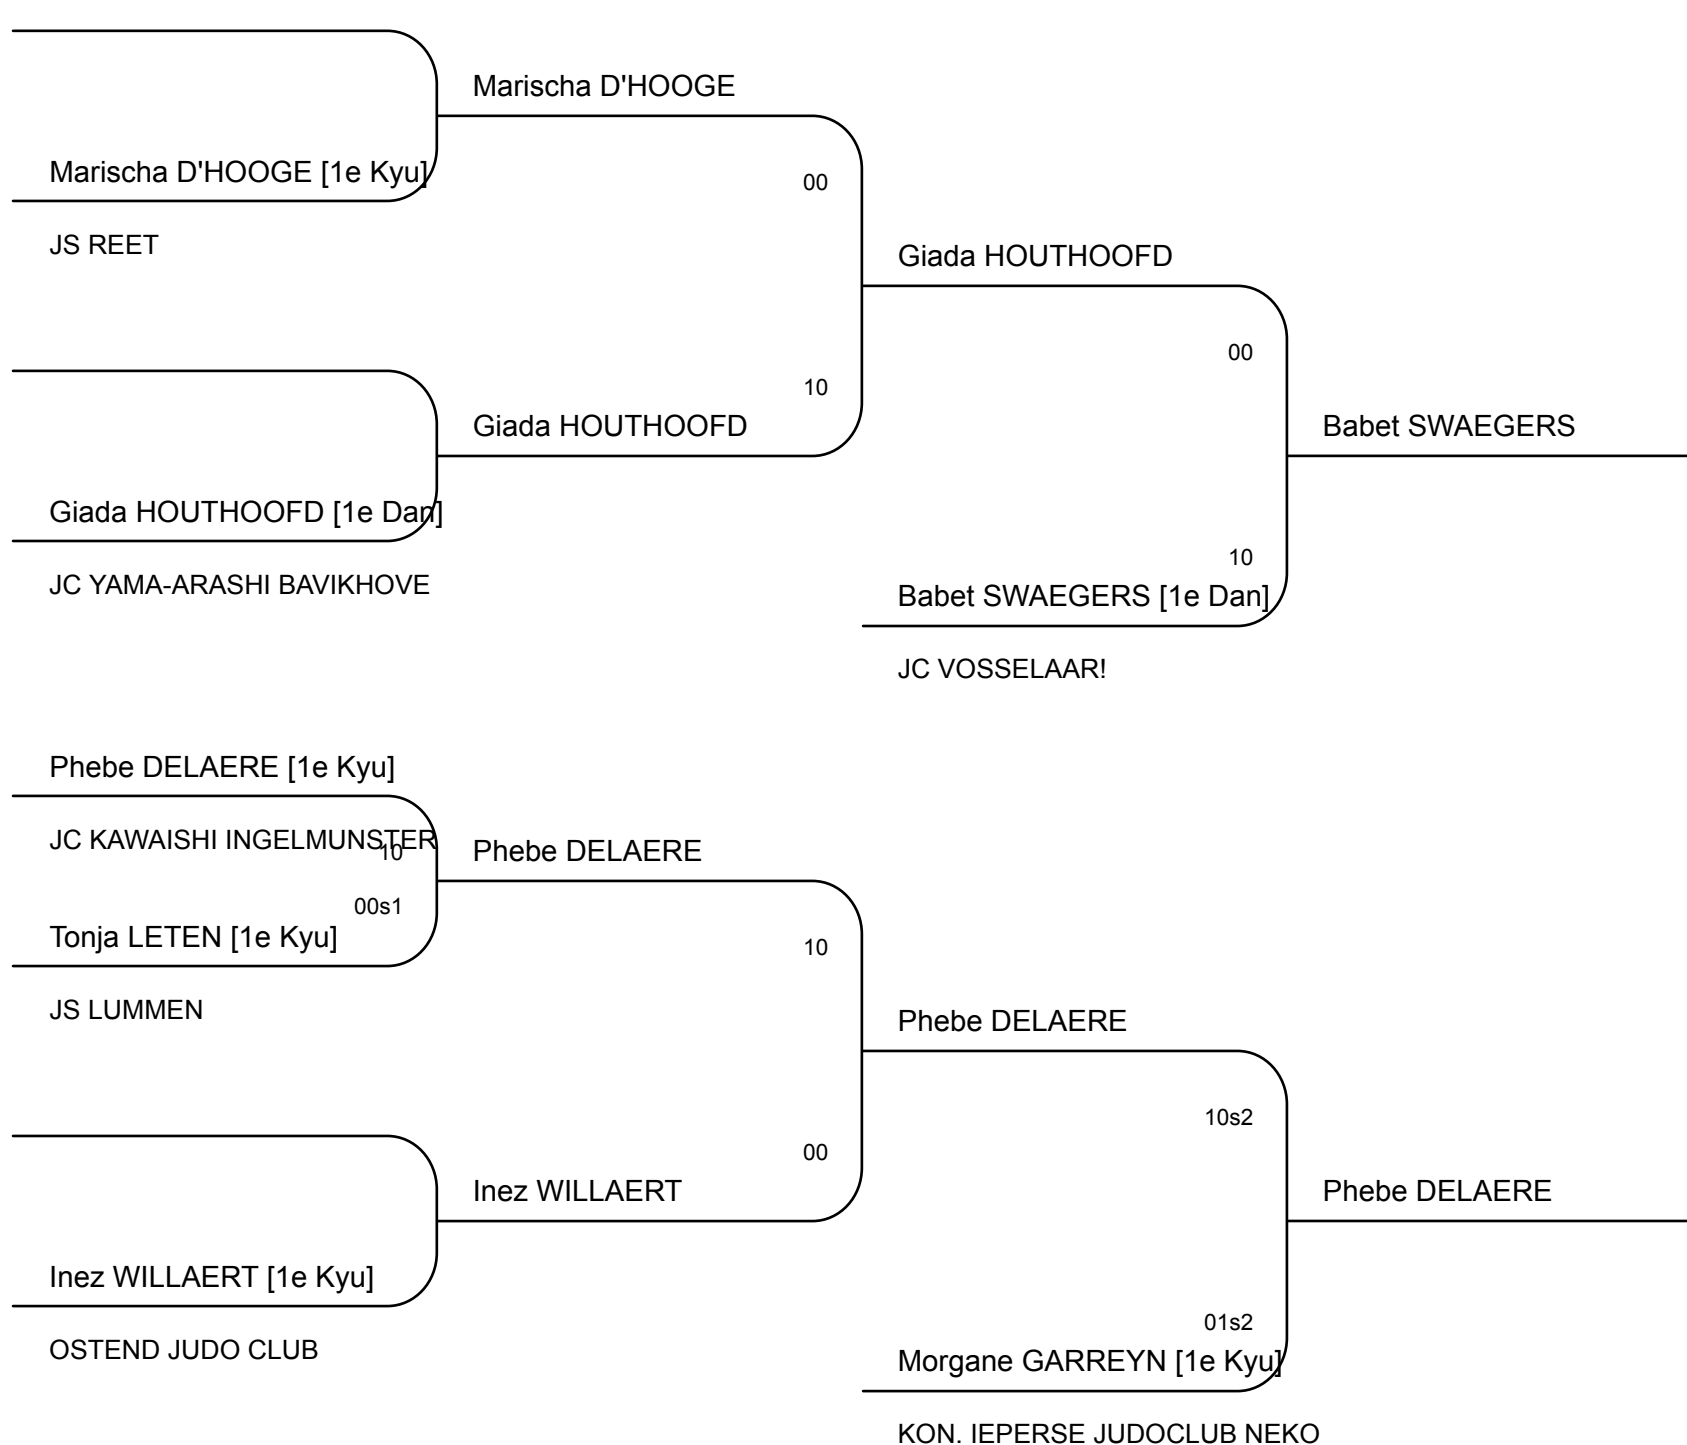 Marischa D'HOOGE
Marischa D'HOOGE [1e Kyu]
00
JS REET
Giada HOUTHOOFD
00
10
Giada HOUTHOOFD
Babet SWAEGERS
Giada HOUTHOOFD [1e Dan]
10
JC YAMA-ARASHI BAVIKHOVE
Babet SWAEGERS [1e Dan]
JC VOSSELAAR!
Phebe DELAERE [1e Kyu]
JC KAWAISHI INGELMUNSTER
10
Phebe DELAERE
00s1
Tonja LETEN [1e Kyu]
10
JS LUMMEN
Phebe DELAERE
10s2
00
Inez WILLAERT
Phebe DELAERE
Inez WILLAERT [1e Kyu]
01s2
OSTEND JUDO CLUB
Morgane GARREYN [1e Kyu]
KON. IEPERSE JUDOCLUB NEKO